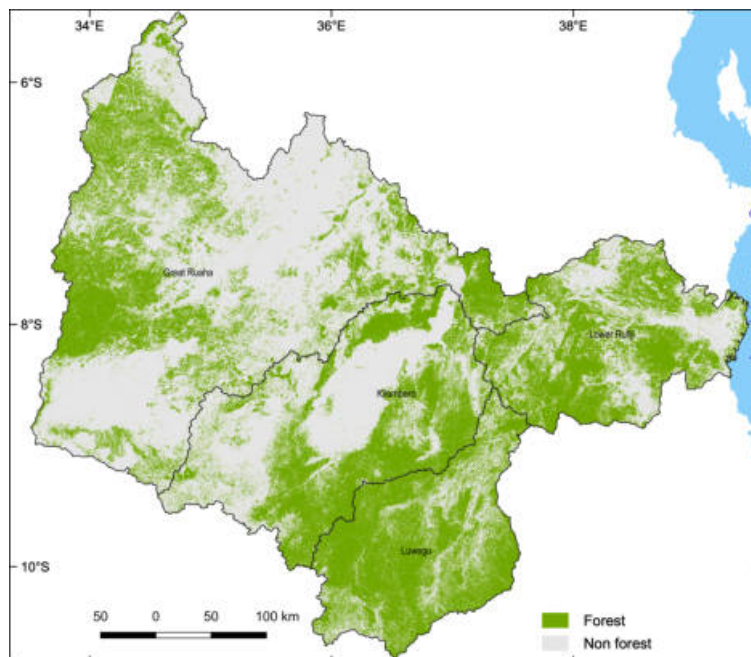 34°E
36°E
38°E
6°S
Great Ruaha
8°S
Lower Rufiji
Kilombero
Luwegu
10°S
50 0 50 100 km
Forest
Non forest